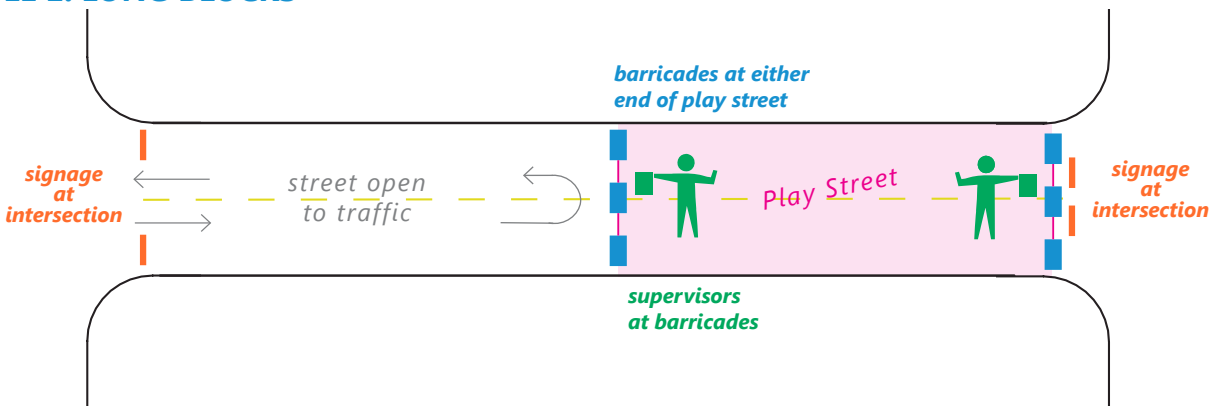 barricades at either
end of play street
signage
at
intersection
street open
to traffic
Play Street
signage
at
intersection
supervisors
at barricades